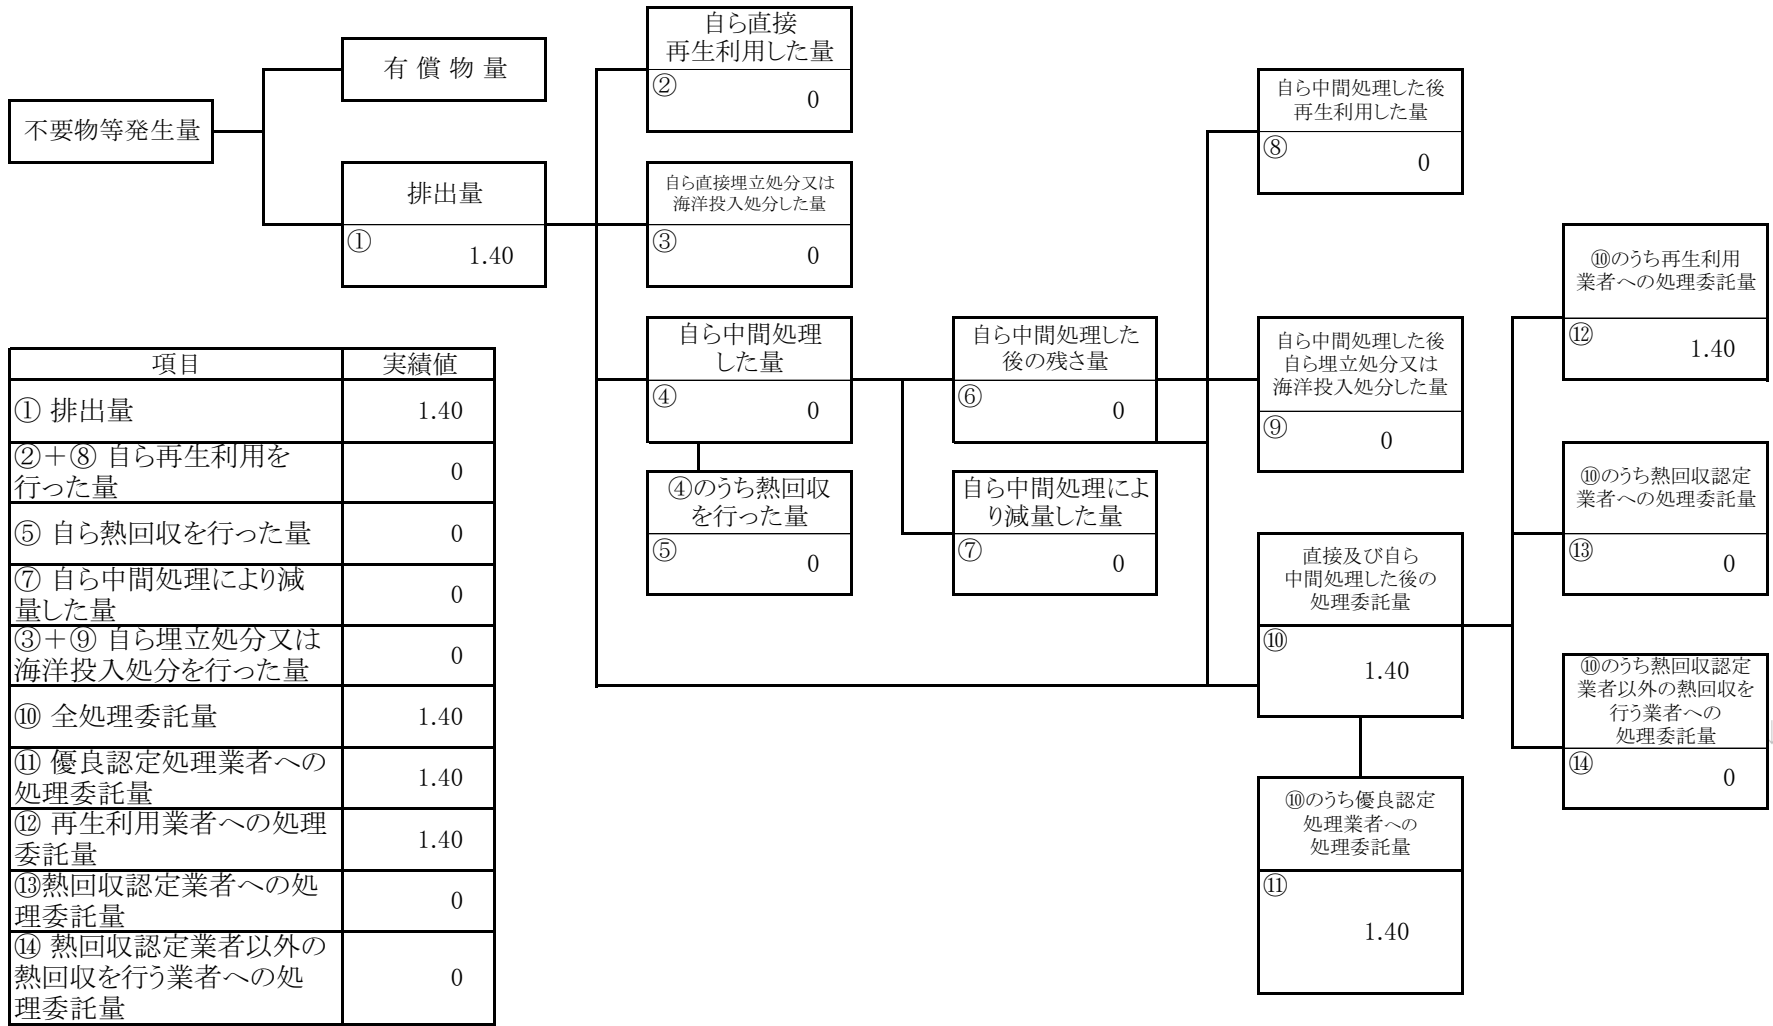 不要物等発生量
有 償 物 量
排出量
①
1.40
自ら直接
再生利用した量
②
0
自ら直接埋立処分又は
海洋投入処分した量
③
0
自ら中間処理
した量
④
0
④のうち熱回収
を行った量
⑤
0
自ら中間処理した
後の残さ量
⑥
0
自ら中間処理によ
り減量した量
⑦
0
自ら中間処理した後
再生利用した量
⑧
0
自ら中間処理した後
自ら埋立処分又は
海洋投入処分した量
⑨
0
直接及び自ら
中間処理した後の
処理委託量
⑩
1.40
⑩のうち優良認定
処理業者への
処理委託量
⑪
1.40
⑩のうち再生利用
業者への処理委託量
⑫
1.40
⑩のうち熱回収認定
業者への処理委託量
⑬
0
⑩のうち熱回収認定
業者以外の熱回収を
行う業者への
処理委託量
⑭
0
項目 実績値
① 排出量 1.40
②＋⑧ 自ら再生利用を
行った量 0
⑤ 自ら熱回収を行った量 0
⑦ 自ら中間処理により減
量した量 0
③＋⑨ 自ら埋立処分又は
海洋投入処分を行った量 0
⑩ 全処理委託量 1.40
⑪ 優良認定処理業者への
処理委託量 1.40
⑫ 再生利用業者への処理
委託量 1.40
⑬熱回収認定業者への処
理委託量 0
⑭ 熱回収認定業者以外の
熱回収を行う業者への処
理委託量 0